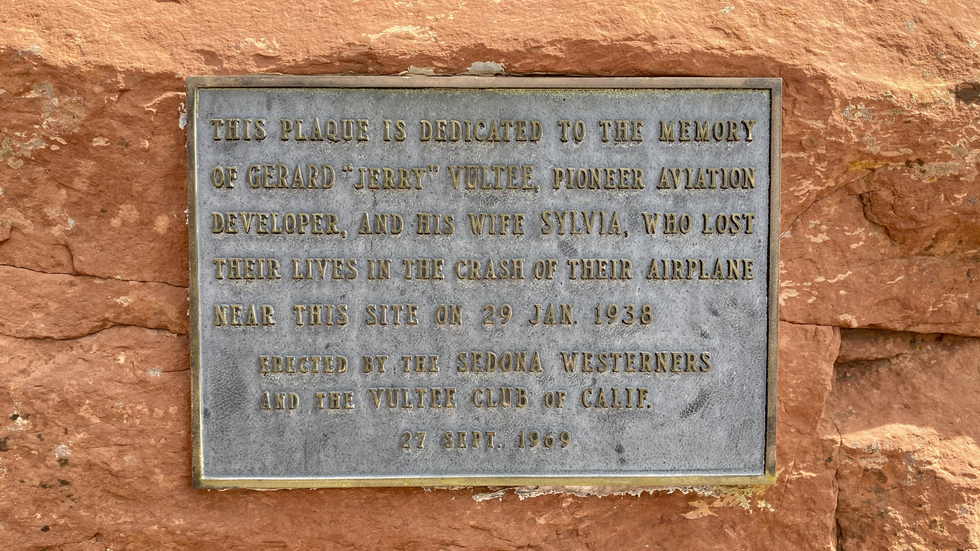 THIS PLAQUE IS DEDICATED TO THE MEMORY
OF GERARD "JERRY" VULTEE, PIONEER AVIATION
DEVELOPER, AND HIS WIFE SYLVIA, WHO LOST
THEIR LIVES IN THE CRASH OF THEIR AIRPLANE
NEAR THIS SITE ON 29 JAN. 1938
ERECTED BY THE SEDONA WESTERNERS
AND THE VULTEE CLUB OF CALIF.
27 SEPT. 1969